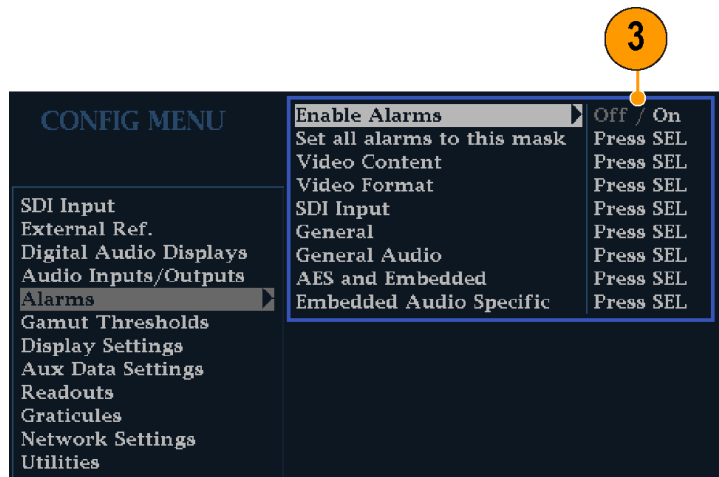 3
CONFIG MENU
Enable Alarms Off / On
Set all alarms to this mask Press SEL
Video Content Press SEL
Video Format Press SEL
SDI Input Press SEL
General Press SEL
General Audio Press SEL
AES and Embedded Press SEL
Embedded Audio Specific Press SEL
SDI Input
External Ref.
Digital Audio Displays
Audio Inputs/Outputs
Alarms
Gamut Thresholds
Display Settings
Aux Data Settings
Readouts
Graticules
Network Settings
Utilities